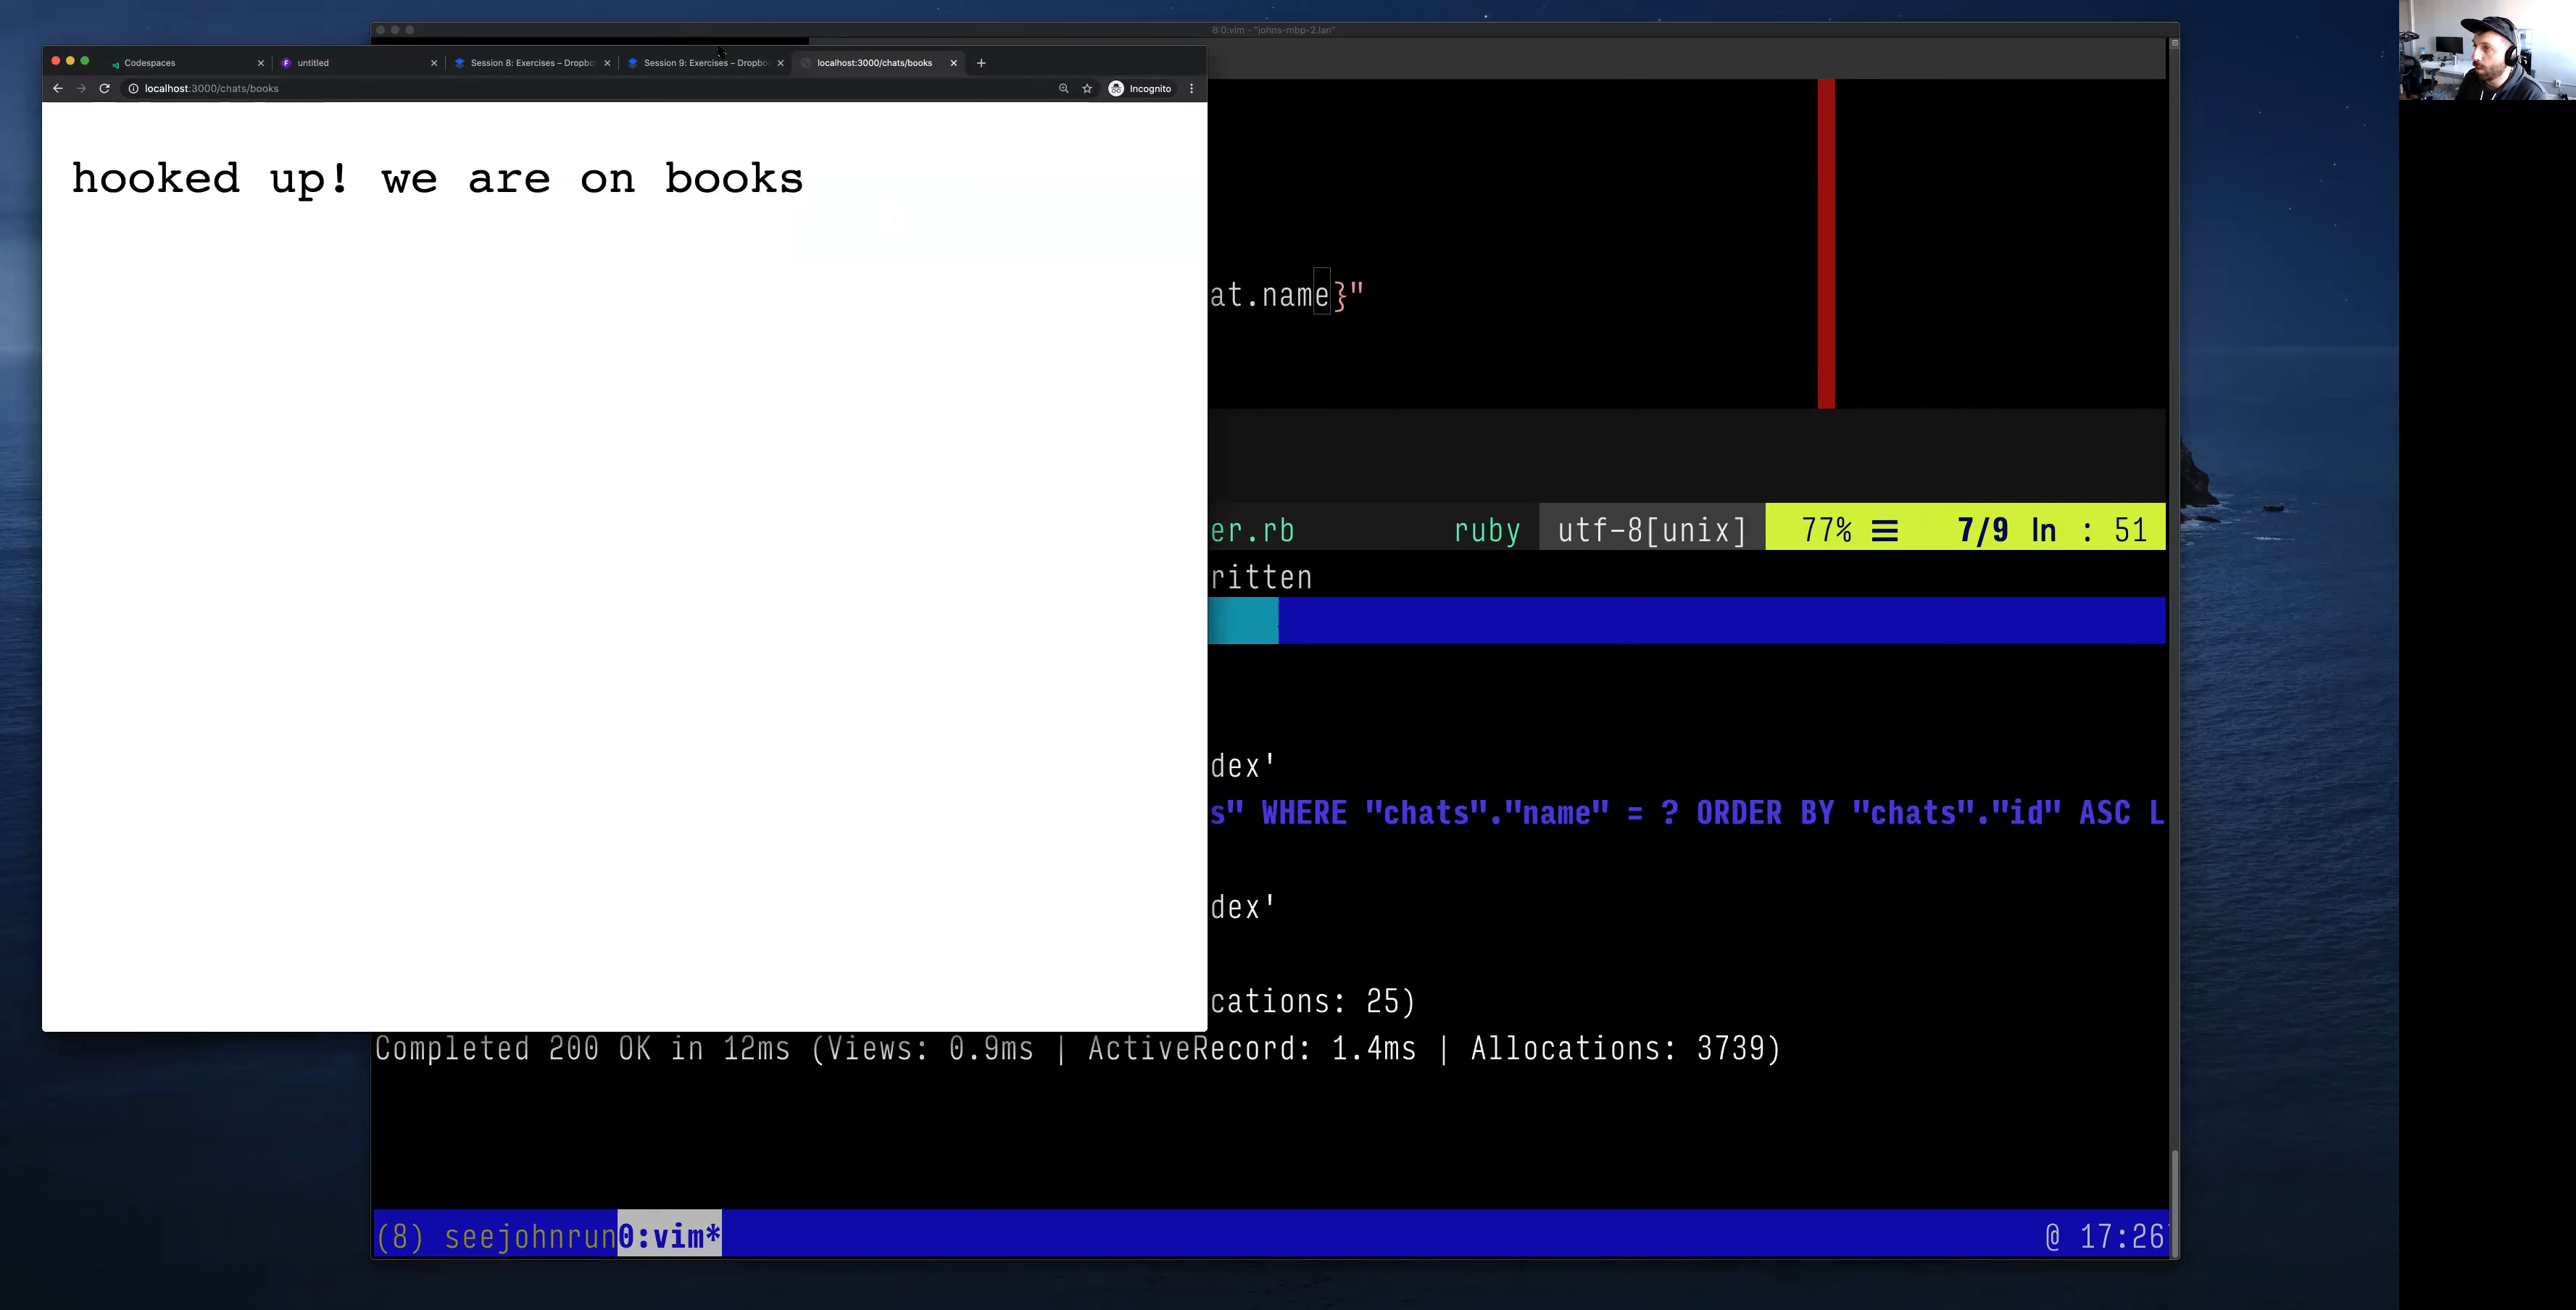 8:0:vim - "johns-mbp-2.lan"
Codespaces
untitled
Session 8: Exercises – Dropbo
Session 9: Exercises – Dropbo
localhost:3000/chats/books
localhost:3000/chats/books
Incognito
hooked up! we are on books
at.name}"
er.rb ruby utf-8[unix] 77% ☰ 7/9 ln : 51
ritten
dex'
s" WHERE "chats"."name" = ? ORDER BY "chats"."id" ASC L
dex'
cations: 25)
Completed 200 OK in 12ms (Views: 0.9ms | ActiveRecord: 1.4ms | Allocations: 3739)
(8) seejohnrun0:vim* @ 17:26